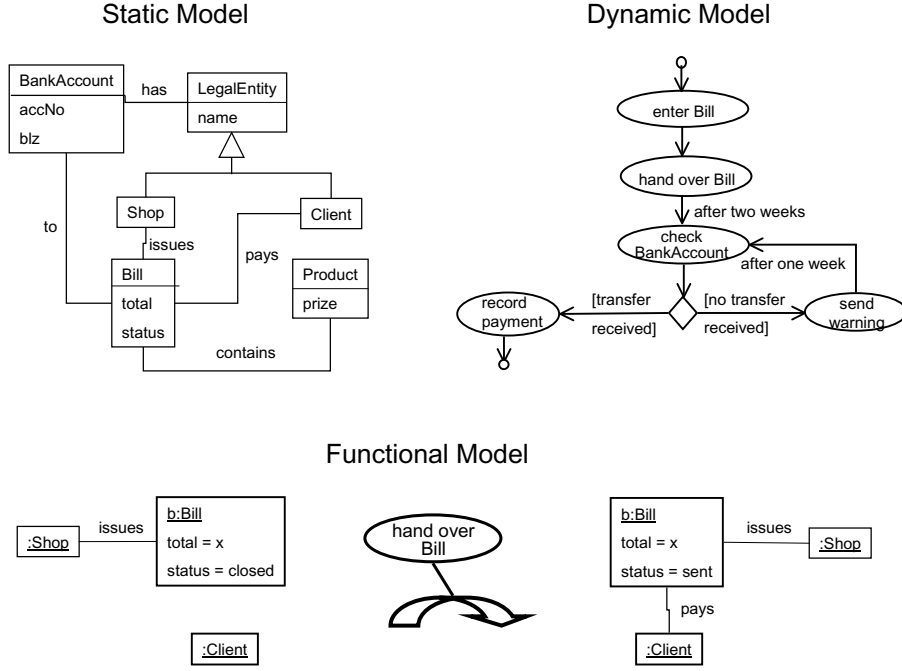 Static Model
BankAccount
accNo
blz
has
LegalEntity
name
Shop
Client
to
issues
pays
Bill
total
status
Product
prize
contains
Dynamic Model
enter Bill
hand over Bill
after two weeks
check
BankAccount
after one week
record
payment
[transfer
received]
[no transfer
received]
send
warning
Functional Model
:Shop
issues
b:Bill
total = x
status = closed
:Client
hand over
Bill
b:Bill
total = x
status = sent
issues
:Shop
pays
:Client